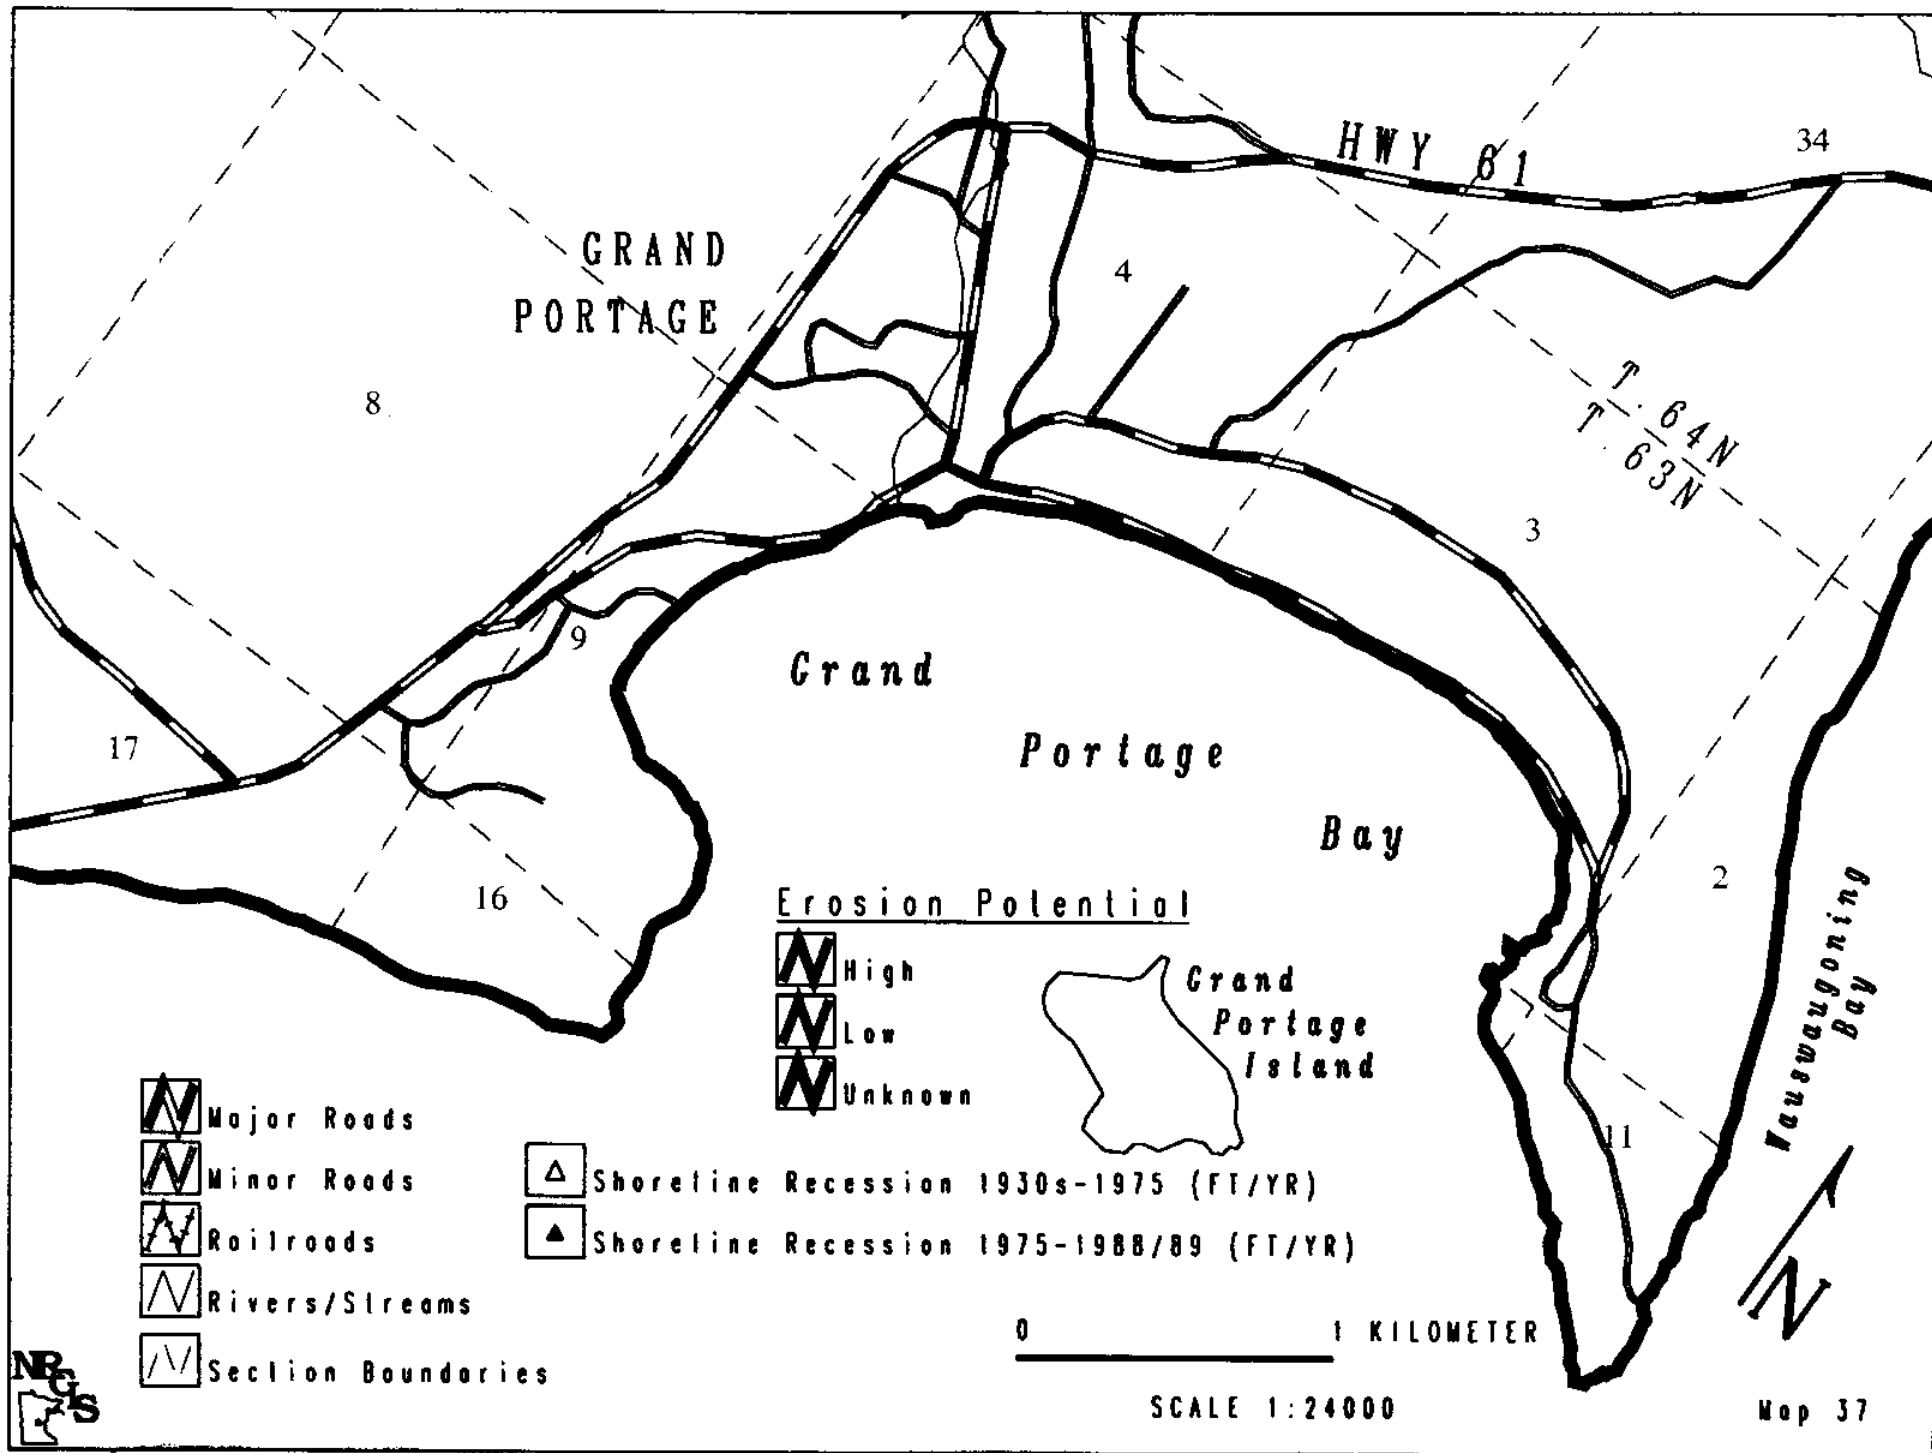 HWY 61
34
GRAND
PORTAGE
4
8
T. 64N
T. 63N
3
9
Grand
Portage
Bay
17
16
2
Wauswaugoning
Bay
Erosion Potential
High
Low
Unknown
Grand
Portage
Island
11
Major Roads
Minor Roads
Railroads
Rivers/Streams
Section Boundaries
Shoreline Recession 1930s-1975 (FT/YR)
Shoreline Recession 1975-1988/89 (FT/YR)
N
0 1 KILOMETER
SCALE 1:24000
NRGIS
Map 37